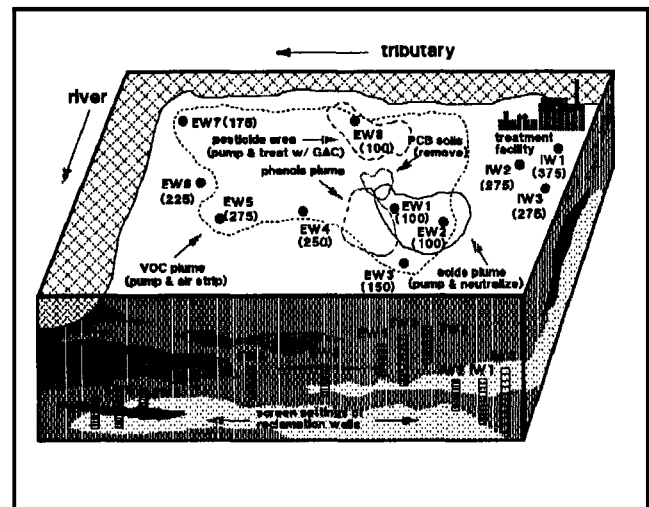 tributary
river
EW7 (175)
pesticide area
(pump & treat w/ GAC)
phenols plume
EW8
(100)
PCB soils
(remove)
treatment
facility
IW1
(375)
IW2
(275)
IW3
(275)
EW6
(225)
EW5
(275)
EW4
(250)
EW1
(100)
EW2
(100)
EW3
(150)
VOC plume
(pump & air strip)
acids plume
(pump & neutralize)
IW1
screen settings of
reclamation wells